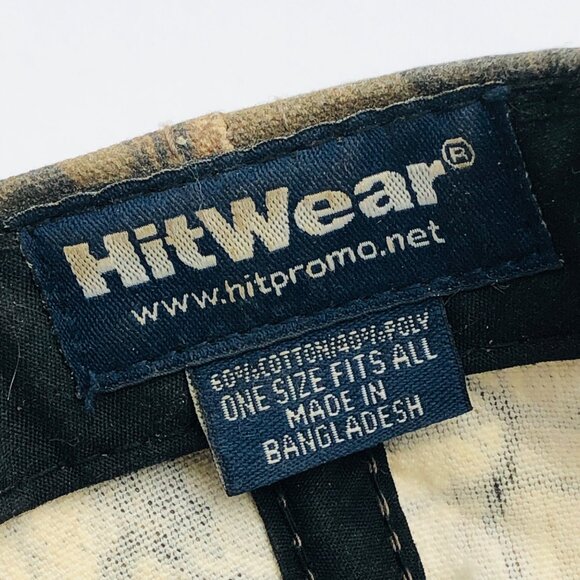 HitWear®
www.hitpromo.net
60%COTTON/40%POLY
ONE SIZE FITS ALL
MADE IN
BANGLADESH